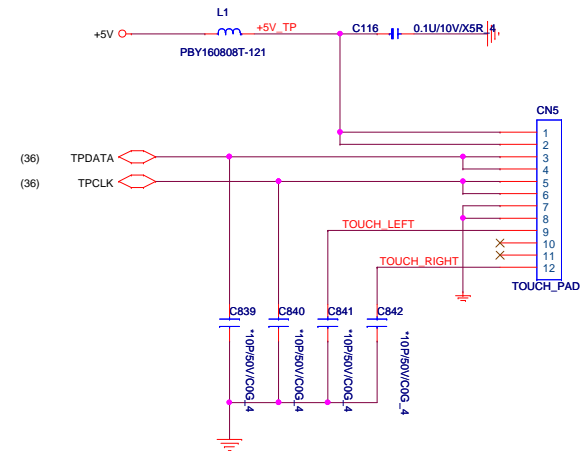 L1
+5V
+5V_TP
C116
0.1U/10V/X5R_4
PBY160808T-121
CN5
1
2
(36)
TPDATA
3
4
(36)
TPCLK
5
6
7
8
TOUCH_LEFT
9
10
11
TOUCH_RIGHT
12
TOUCH_PAD
C839
C840
C841
C842
*10P/50V/C0G_4
*10P/50V/C0G_4
*10P/50V/C0G_4
*10P/50V/C0G_4